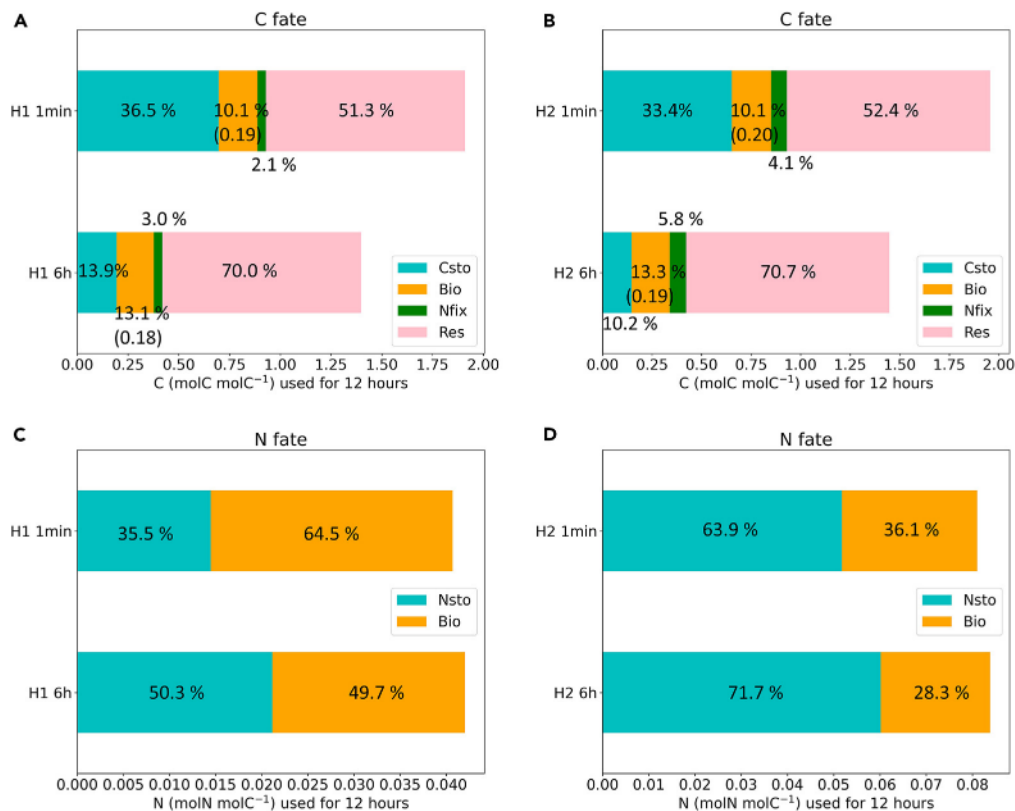 A
C fate
H1 1min
36.5 %
10.1 %
(0.19)
51.3 %
2.1 %
3.0 %
H1 6h
13.9%
13.1 %
(0.18)
70.0 %
Csto
Bio
Nfix
Res
0.00 0.25 0.50 0.75 1.00 1.25 1.50 1.75 2.00
C (molC molC⁻¹) used for 12 hours
B
C fate
H2 1min
33.4%
10.1 %
(0.20)
52.4 %
4.1 %
5.8 %
H2 6h
13.3 %
(0.19)
10.2 %
70.7 %
Csto
Bio
Nfix
Res
0.00 0.25 0.50 0.75 1.00 1.25 1.50 1.75 2.00
C (molC molC⁻¹) used for 12 hours
C
N fate
H1 1min
35.5 %
64.5 %
Nsto
Bio
H1 6h
50.3 %
49.7 %
0.000 0.005 0.010 0.015 0.020 0.025 0.030 0.035 0.040
N (molN molC⁻¹) used for 12 hours
D
N fate
H2 1min
63.9 %
36.1 %
Nsto
Bio
H2 6h
71.7 %
28.3 %
0.00 0.01 0.02 0.03 0.04 0.05 0.06 0.07 0.08
N (molN molC⁻¹) used for 12 hours